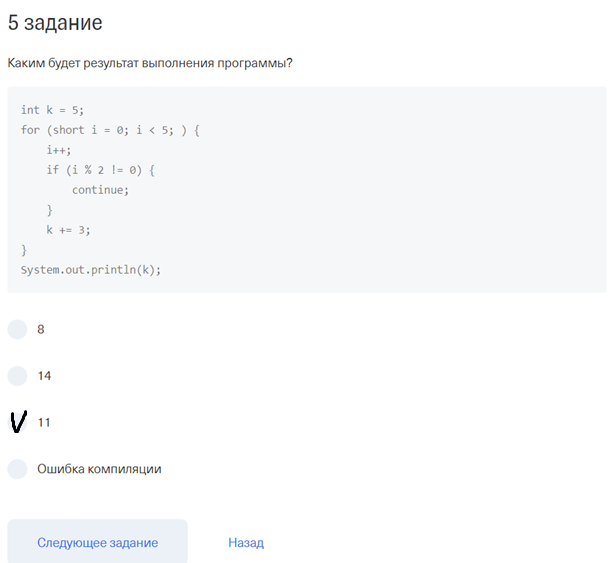 5 задание
Каким будет результат выполнения программы?
int k = 5;
for (short i = 0; i < 5; ) {
    i++;
    if (i % 2 != 0) {
        continue;
    }
    k += 3;
}
System.out.println(k);
8
14
11
Ошибка компиляции
Следующее задание
Назад